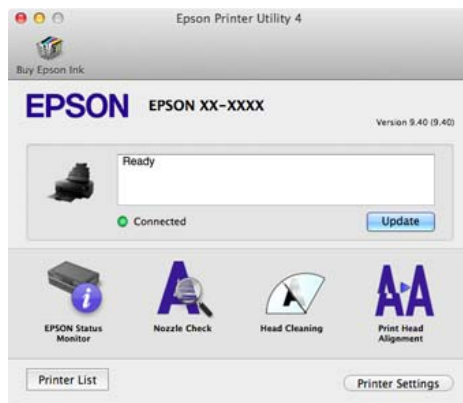 Epson Printer Utility 4
Buy Epson Ink
EPSON
EPSON XX-XXXX
Version 9.40 (9.40)
Ready
Connected
Update
EPSON Status
Monitor
Nozzle Check
Head Cleaning
Print Head
Alignment
Printer List
Printer Settings